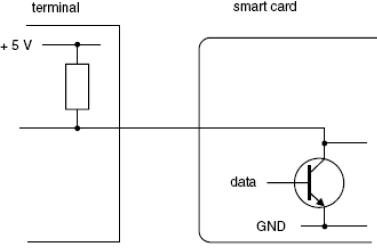 terminal
smart card
+ 5 V
data
GND